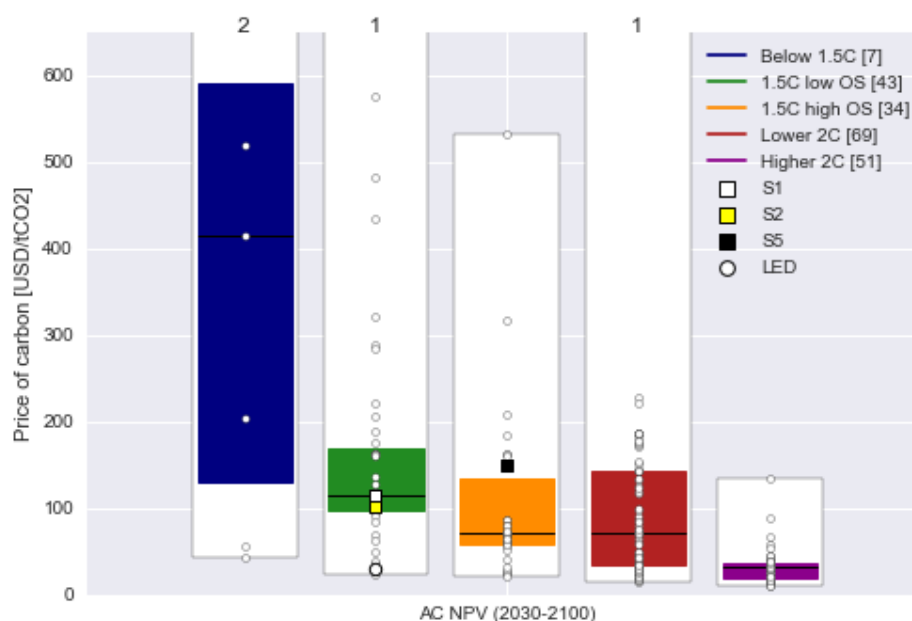 2
1
1
600
500
400
300
200
100
0
Price of carbon [USD/tCO2]
Below 1.5C [7]
1.5C low OS [43]
1.5C high OS [34]
Lower 2C [69]
Higher 2C [51]
S1
S2
S5
LED
AC NPV (2030-2100)